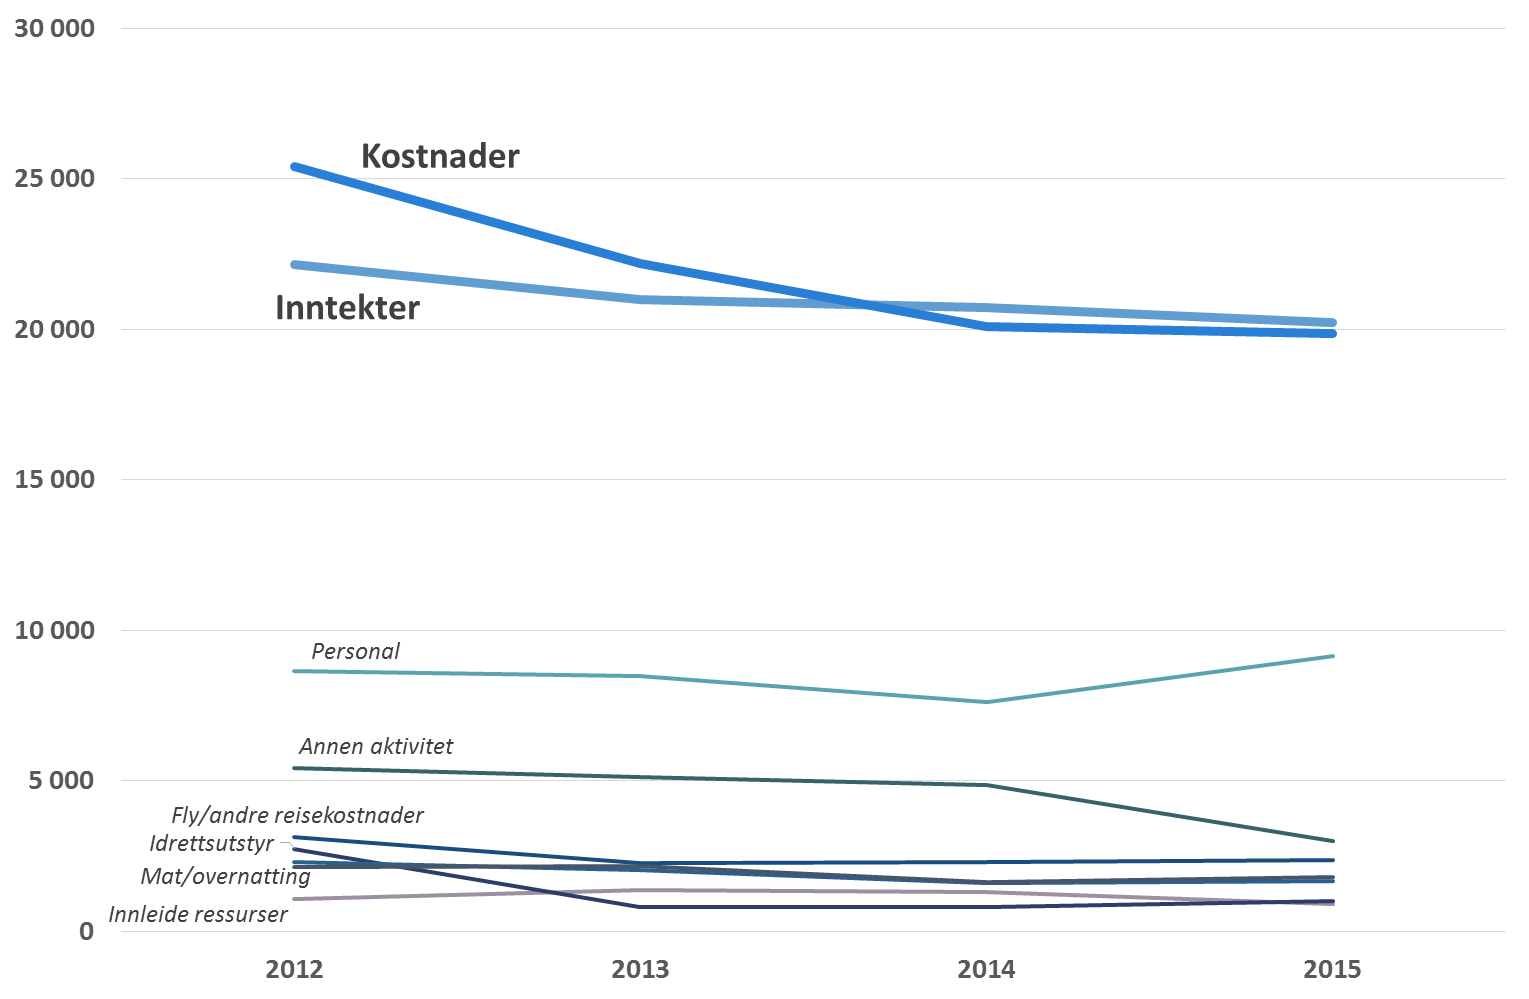 30 000
Kostnader
25 000
Inntekter
20 000
15 000
10 000
Personal
Annen aktivitet
5 000
Fly/andre reisekostnader
Idrettsutstyr
Mat/overnatting
Innleide ressurser
0
2012 2013 2014 2015